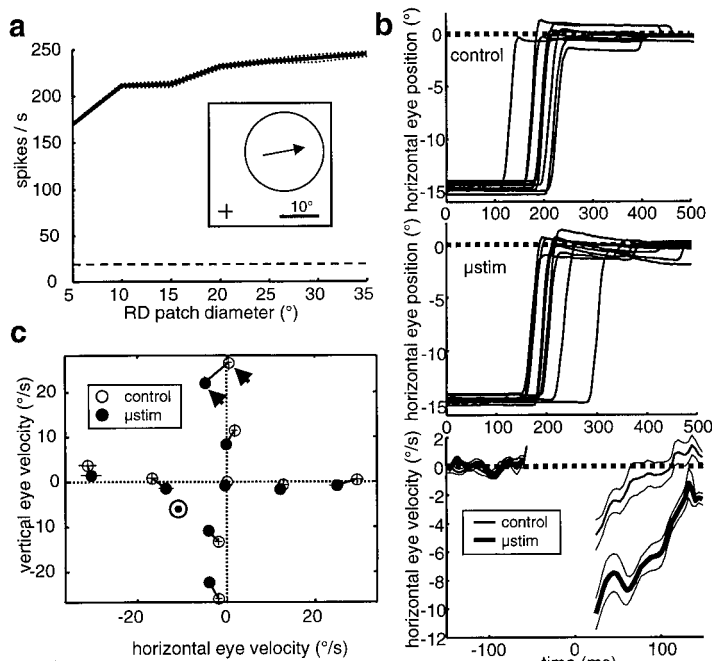 a
250
200
150
100
50
0
spikes / s
10°
5 10 15 20 25 30 35
RD patch diameter (°)
b
0
-5
-10
-15
horizontal eye position (°)
control
0 100 200 300 400 500
0
-5
-10
-15
horizontal eye position (°)
µstim
0 100 200 300 400 500
2
0
-2
-4
-6
-8
-10
-12
horizontal eye velocity (°/s)
control
µstim
-100 0 100
c
20
10
0
-10
-20
vertical eye velocity (°/s)
control
µstim
-20 0 20
horizontal eye velocity (°/s)